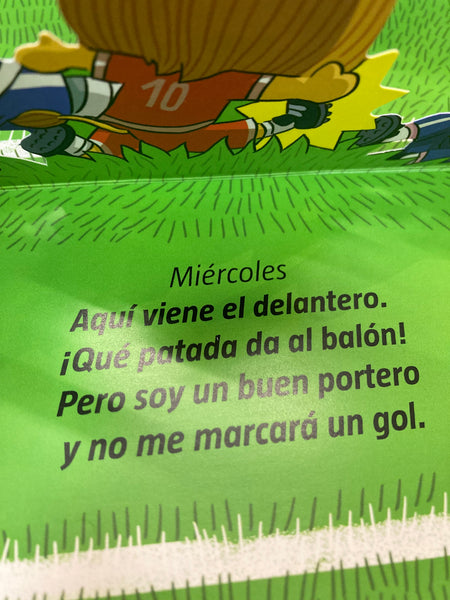 10
Miércoles
Aquí viene el delantero.
¡Qué patada da al balón!
Pero soy un buen portero
y no me marcará un gol.